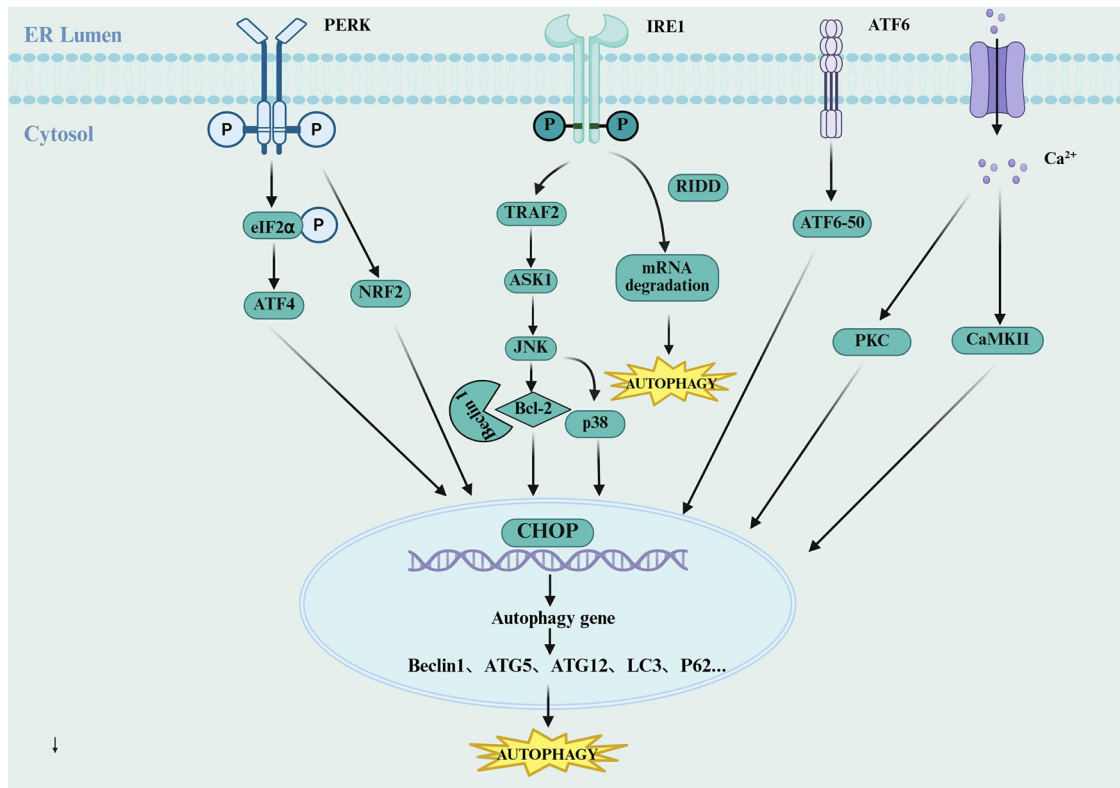 ER Lumen
PERK
IRE1
ATF6
Cytosol
P
P
P
P
Ca²⁺
RIDD
TRAF2
eIF2α
P
ATF6-50
mRNA
degradation
ASK1
NRF2
ATF4
JNK
PKC
CaMKII
AUTOPHAGY
Beclin 1
Bcl-2
p38
CHOP
Autophagy gene
Beclin1、ATG5、ATG12、LC3、P62...
AUTOPHAGY